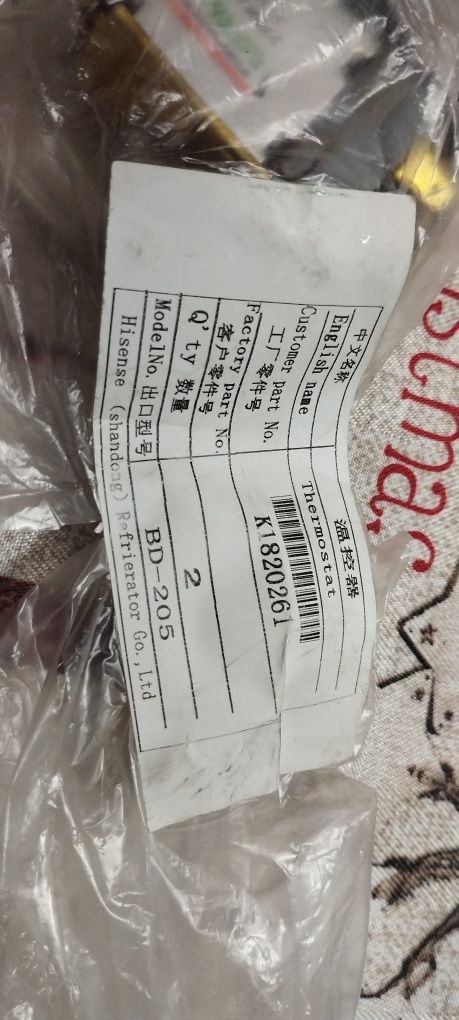 中文名称 温控器
English name Thermostat
Customer part No.
工厂零件号 K1820261
Factory part No.
客户零件号
Q'ty 数量 2
ModelNo. 出口型号 BD-205
Hisense (shandong) Refrierator Co., Ltd